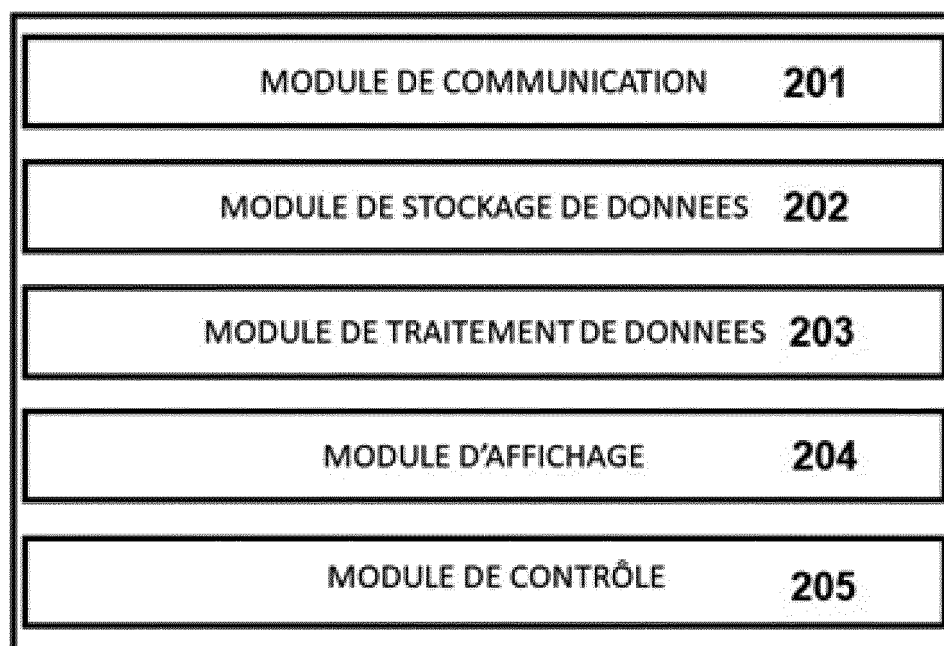 MODULE DE COMMUNICATION 201
MODULE DE STOCKAGE DE DONNEES 202
MODULE DE TRAITEMENT DE DONNEES 203
MODULE D'AFFICHAGE 204
MODULE DE CONTRÔLE 205